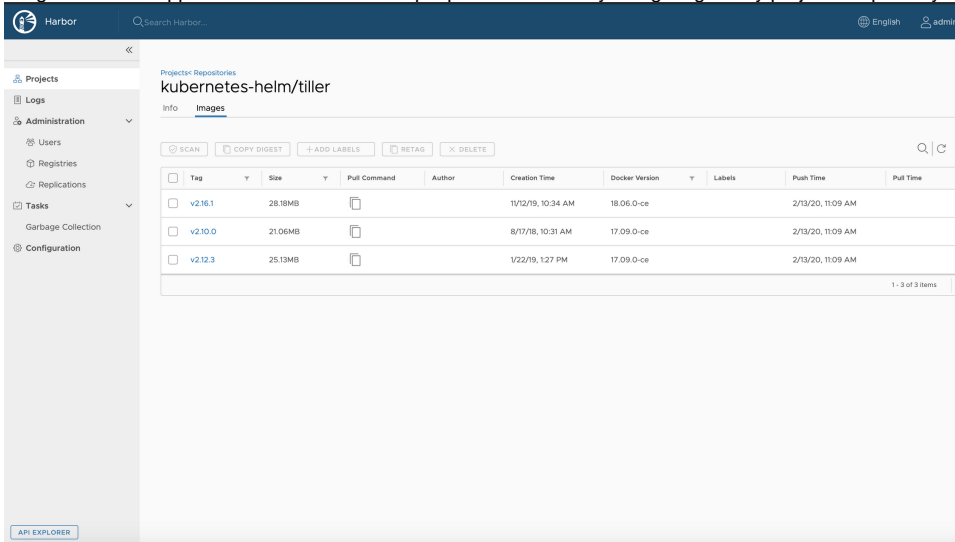 Harbor
Search Harbor...
English
admin
Projects
Logs
Administration
Users
Registries
Replications
Tasks
Garbage Collection
Configuration
API EXPLORER
Projects< Repositories
kubernetes-helm/tiller
Info Images
SCAN COPY DIGEST +ADD LABELS RETAG X DELETE
Tag Size Pull Command Author Creation Time Docker Version Labels Push Time Pull Time
v2.16.1 28.18MB 11/12/19, 10:34 AM 18.06.0-ce 2/13/20, 11:09 AM
v2.10.0 21.06MB 8/17/18, 10:31 AM 17.09.0-ce 2/13/20, 11:09 AM
v2.12.3 25.13MB 1/22/19, 1:27 PM 17.09.0-ce 2/13/20, 11:09 AM
1 - 3 of 3 items